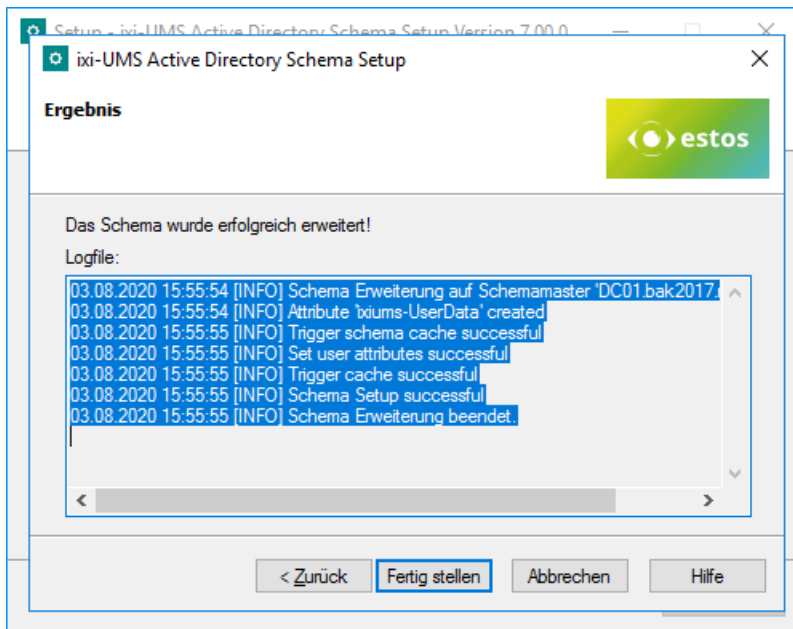 Setup - ixi-UMS Active Directory Schema Setup Version 7.00.0
ixi-UMS Active Directory Schema Setup
Ergebnis
estos
Das Schema wurde erfolgreich erweitert!
Logfile:
03.08.2020 15:55:54 [INFO] Schema Erweiterung auf Schemamaster 'DC01.bak2017.
03.08.2020 15:55:54 [INFO] Attribute 'ixiums-UserData' created
03.08.2020 15:55:55 [INFO] Trigger schema cache successful
03.08.2020 15:55:55 [INFO] Set user attributes successful
03.08.2020 15:55:55 [INFO] Trigger cache successful
03.08.2020 15:55:55 [INFO] Schema Setup successful
03.08.2020 15:55:55 [INFO] Schema Erweiterung beendet.
< Zurück
Fertig stellen
Abbrechen
Hilfe